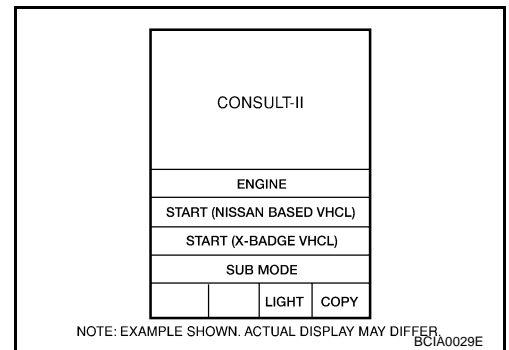 CONSULT-II
ENGINE
START (NISSAN BASED VHCL)
START (X-BADGE VHCL)
SUB MODE
LIGHT COPY
NOTE: EXAMPLE SHOWN. ACTUAL DISPLAY MAY DIFFER.
BCIA0029E